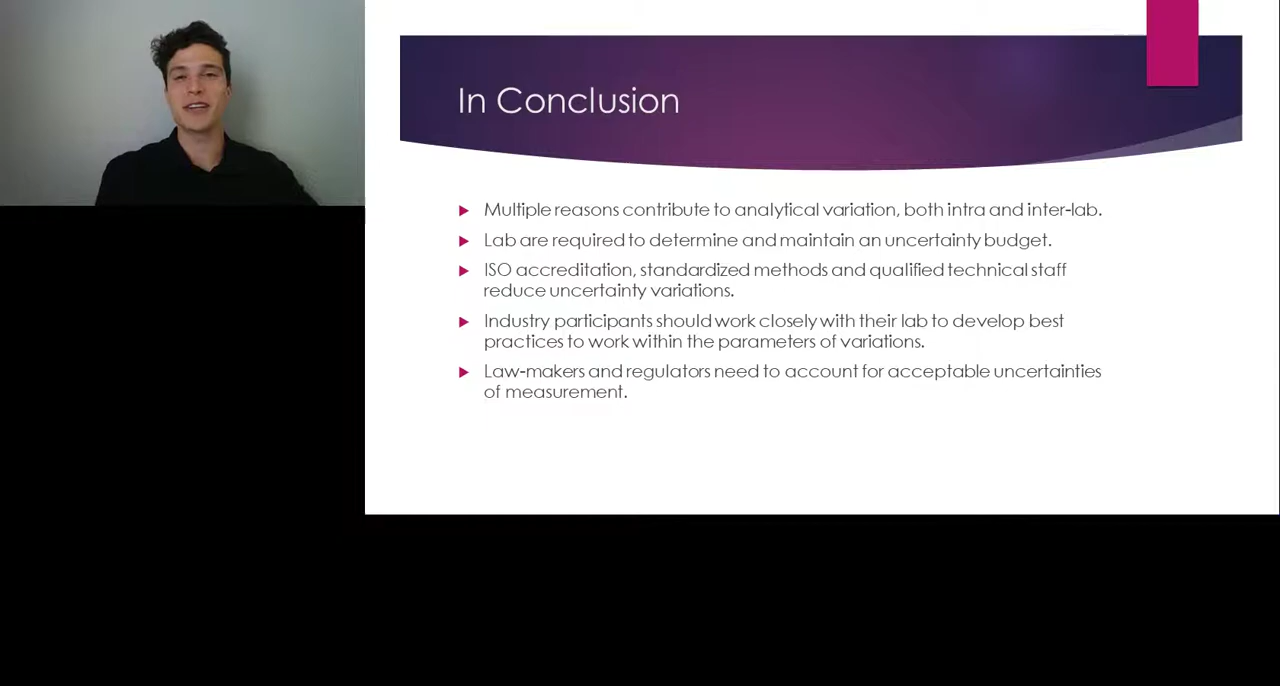 In Conclusion
Multiple reasons contribute to analytical variation, both intra and inter-lab.
Lab are required to determine and maintain an uncertainty budget.
ISO accreditation, standardized methods and qualified technical staff
reduce uncertainty variations.
Industry participants should work closely with their lab to develop best
practices to work within the parameters of variations.
Law-makers and regulators need to account for acceptable uncertainties
of measurement.